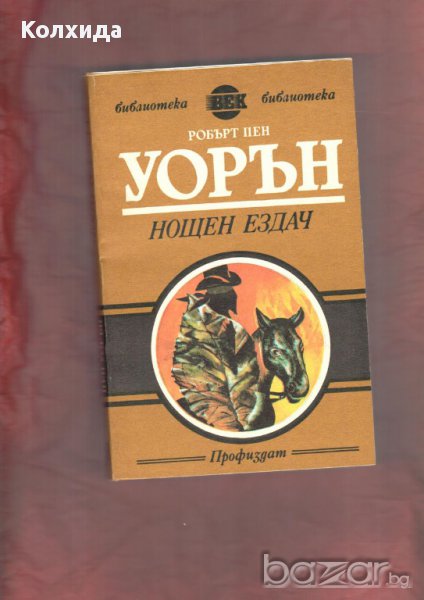 Колхида
библиотека ВЕК библиотека
РОБЪРТ ПЕН
УОРЪН
НОЩЕН ЕЗДАЧ
Профиздат
bazar.bg